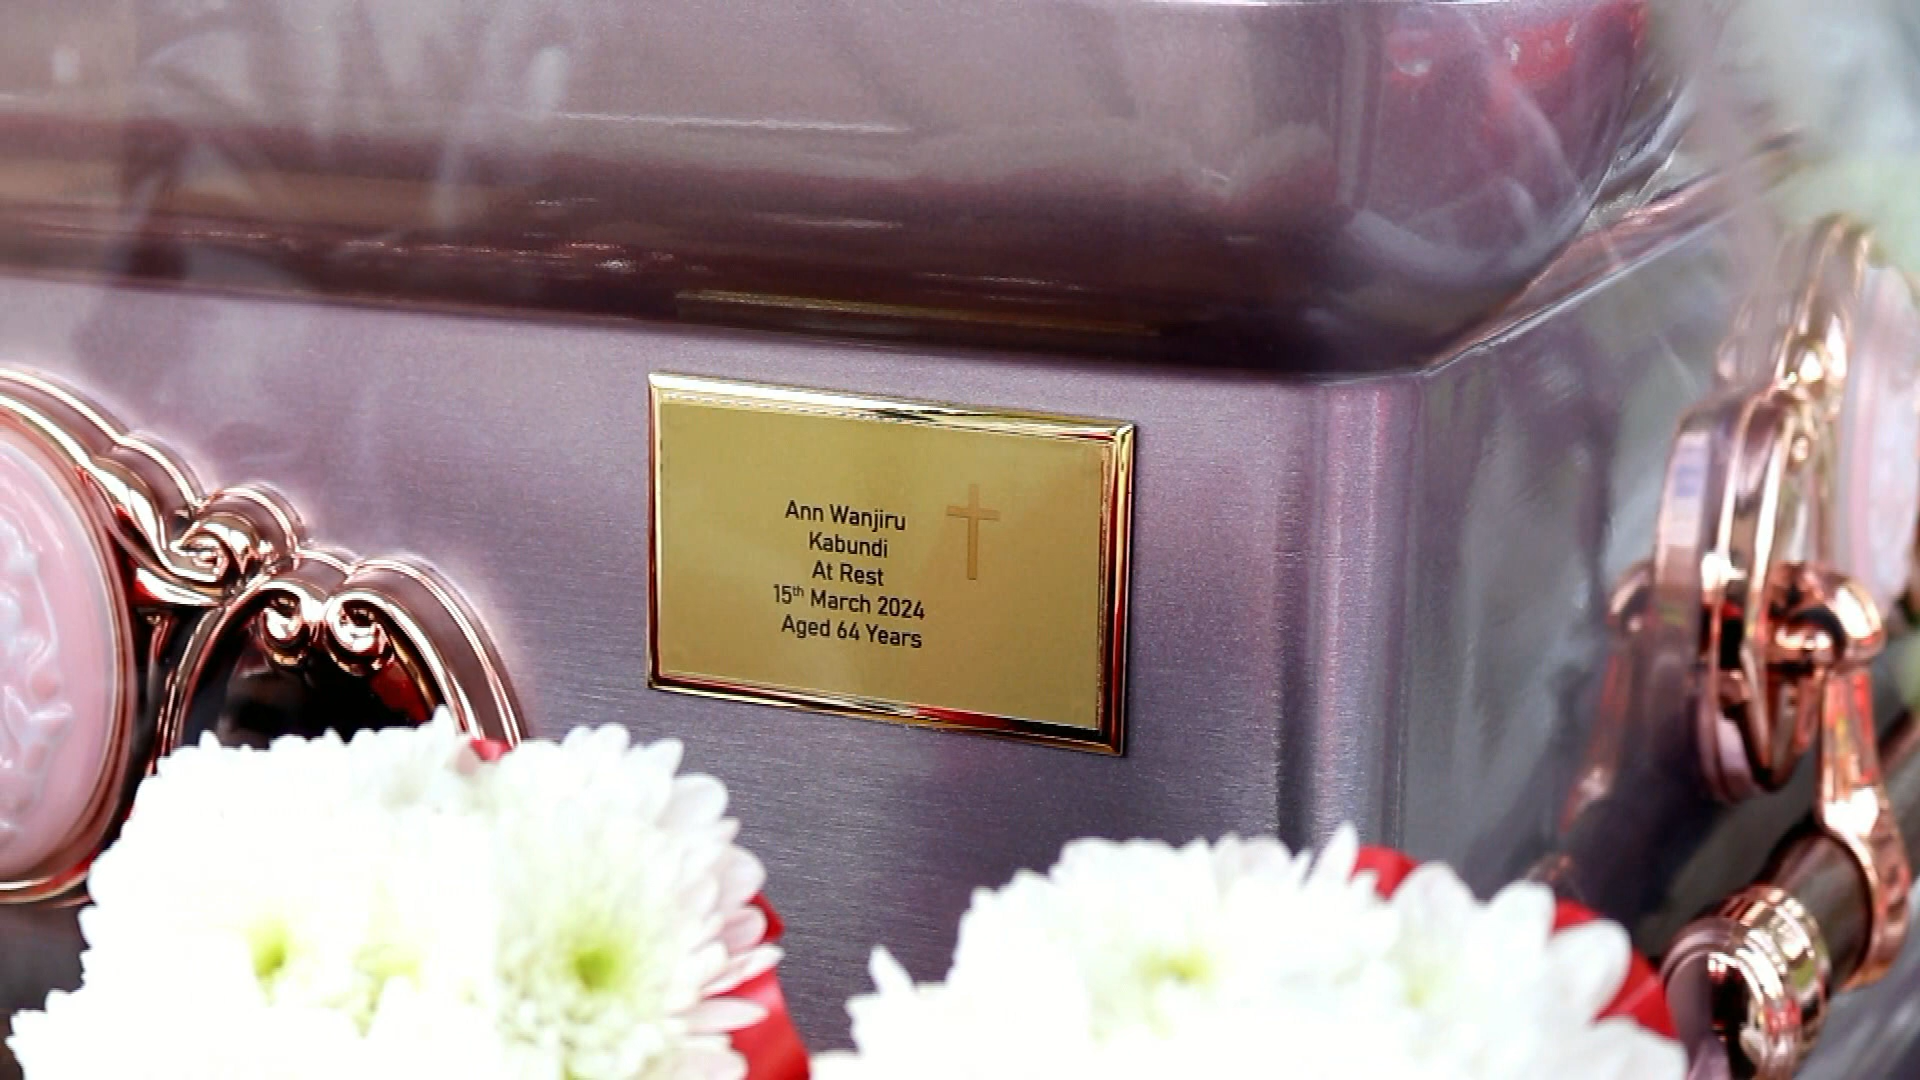 Ann Wanjiru
Kabundi
At Rest
15th March 2024
Aged 64 Years